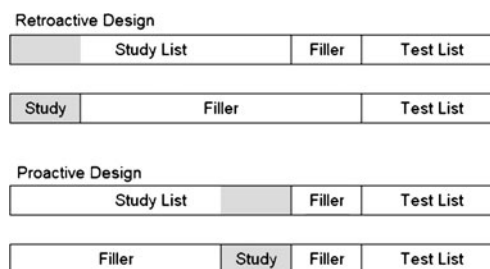 Retroactive Design
Study List Filler Test List
Study Filler Test List
Proactive Design
Study List Filler Test List
Filler Study Filler Test List